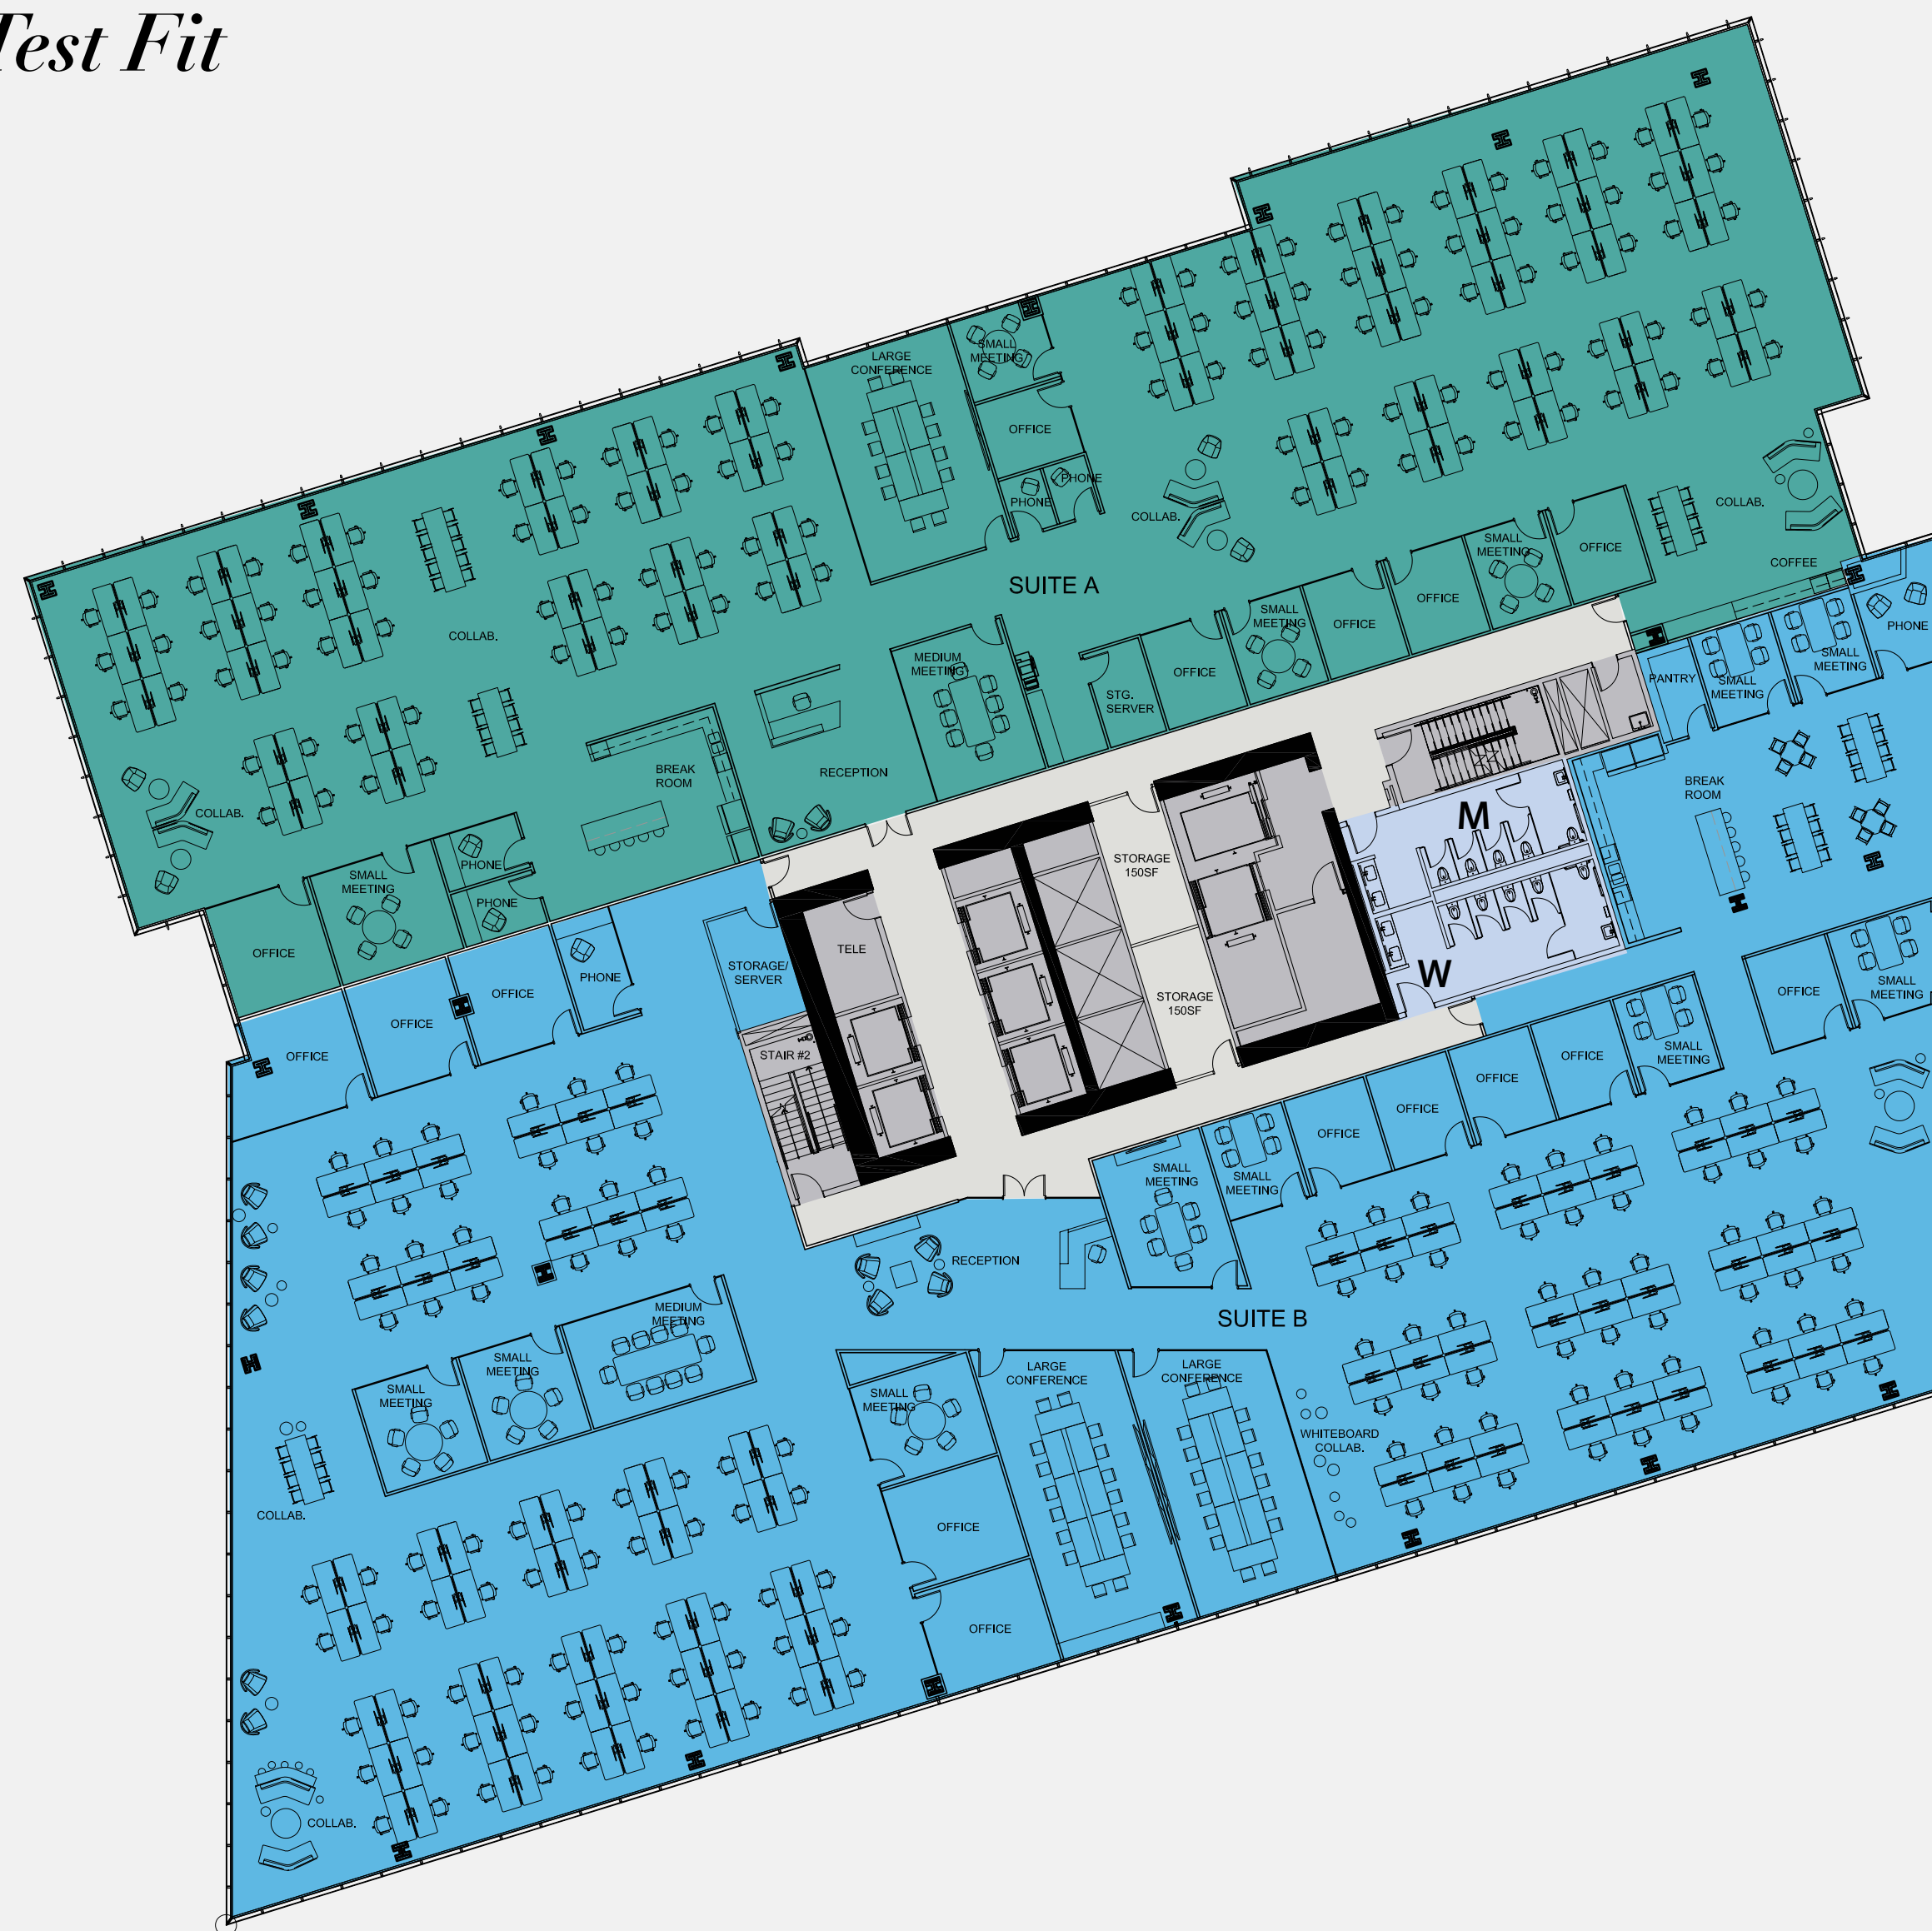 Test Fit
LARGE
CONFERENCE
SMALL
MEETING
OFFICE
PHONE
PHONE
COLLAB.
COLLAB.
COFFEE
SMALL
MEETING
OFFICE
SUITE A
SMALL
MEETING
OFFICE
OFFICE
COLLAB.
MEDIUM
MEETING
STG.
SERVER
OFFICE
RECEPTION
BREAK
ROOM
COLLAB.
SMALL
MEETING
PHONE
PHONE
OFFICE
PHONE
SMALL
MEETING
SMALL
MEETING
PANTRY
BREAK
ROOM
M
W
STORAGE
150SF
STORAGE
150SF
TELE
STORAGE/
SERVER
STAIR #2
PHONE
OFFICE
OFFICE
OFFICE
OFFICE
SMALL
MEETING
SMALL
MEETING
OFFICE
OFFICE
OFFICE
OFFICE
SMALL
MEETING
SMALL
MEETING
RECEPTION
SUITE B
MEDIUM
MEETING
SMALL
MEETING
SMALL
MEETING
SMALL
MEETING
LARGE
CONFERENCE
LARGE
CONFERENCE
WHITEBOARD
COLLAB.
COLLAB.
OFFICE
OFFICE
COLLAB.